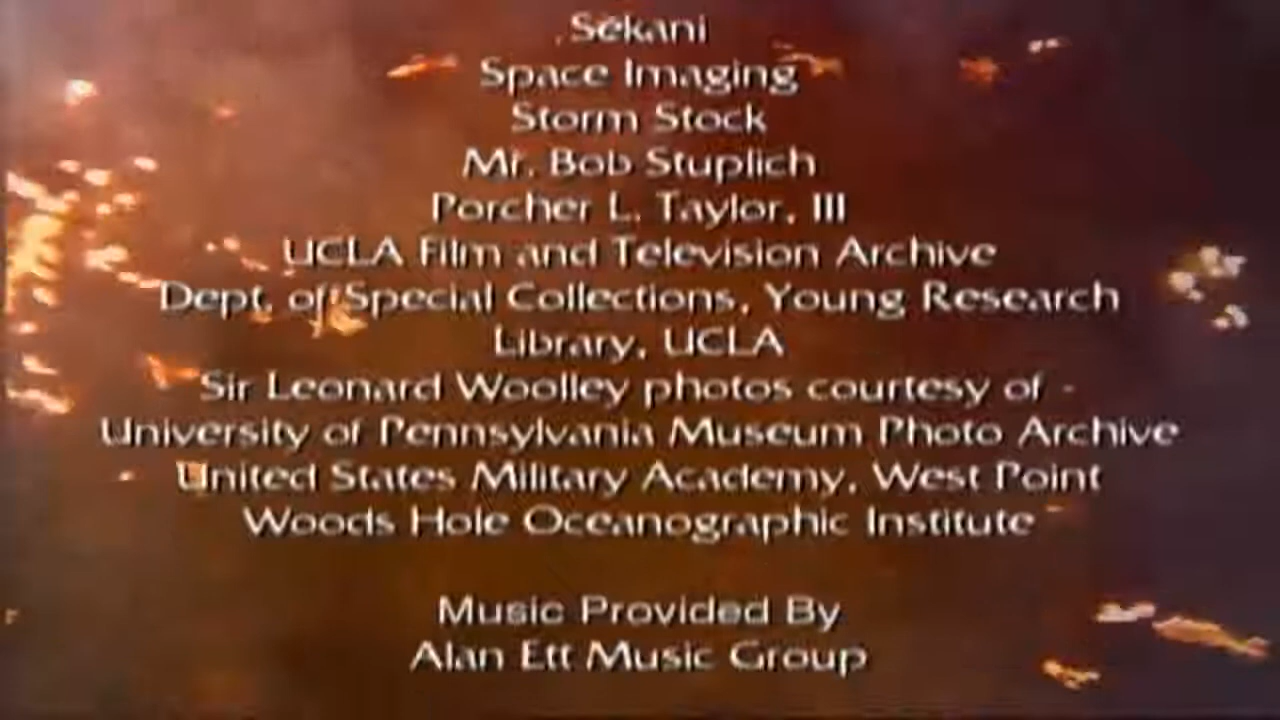 Sekani
Space Imaging
Storm Stock
Mr. Bob Stuplich
Porcher L. Taylor, III
UCLA Film and Television Archive
Dept. of Special Collections, Young Research
Library, UCLA
Sir Leonard Woolley photos courtesy of -
University of Pennsylvania Museum Photo Archive
United States Military Academy, West Point
Woods Hole Oceanographic Institute
Music Provided By
Alan Ett Music Group